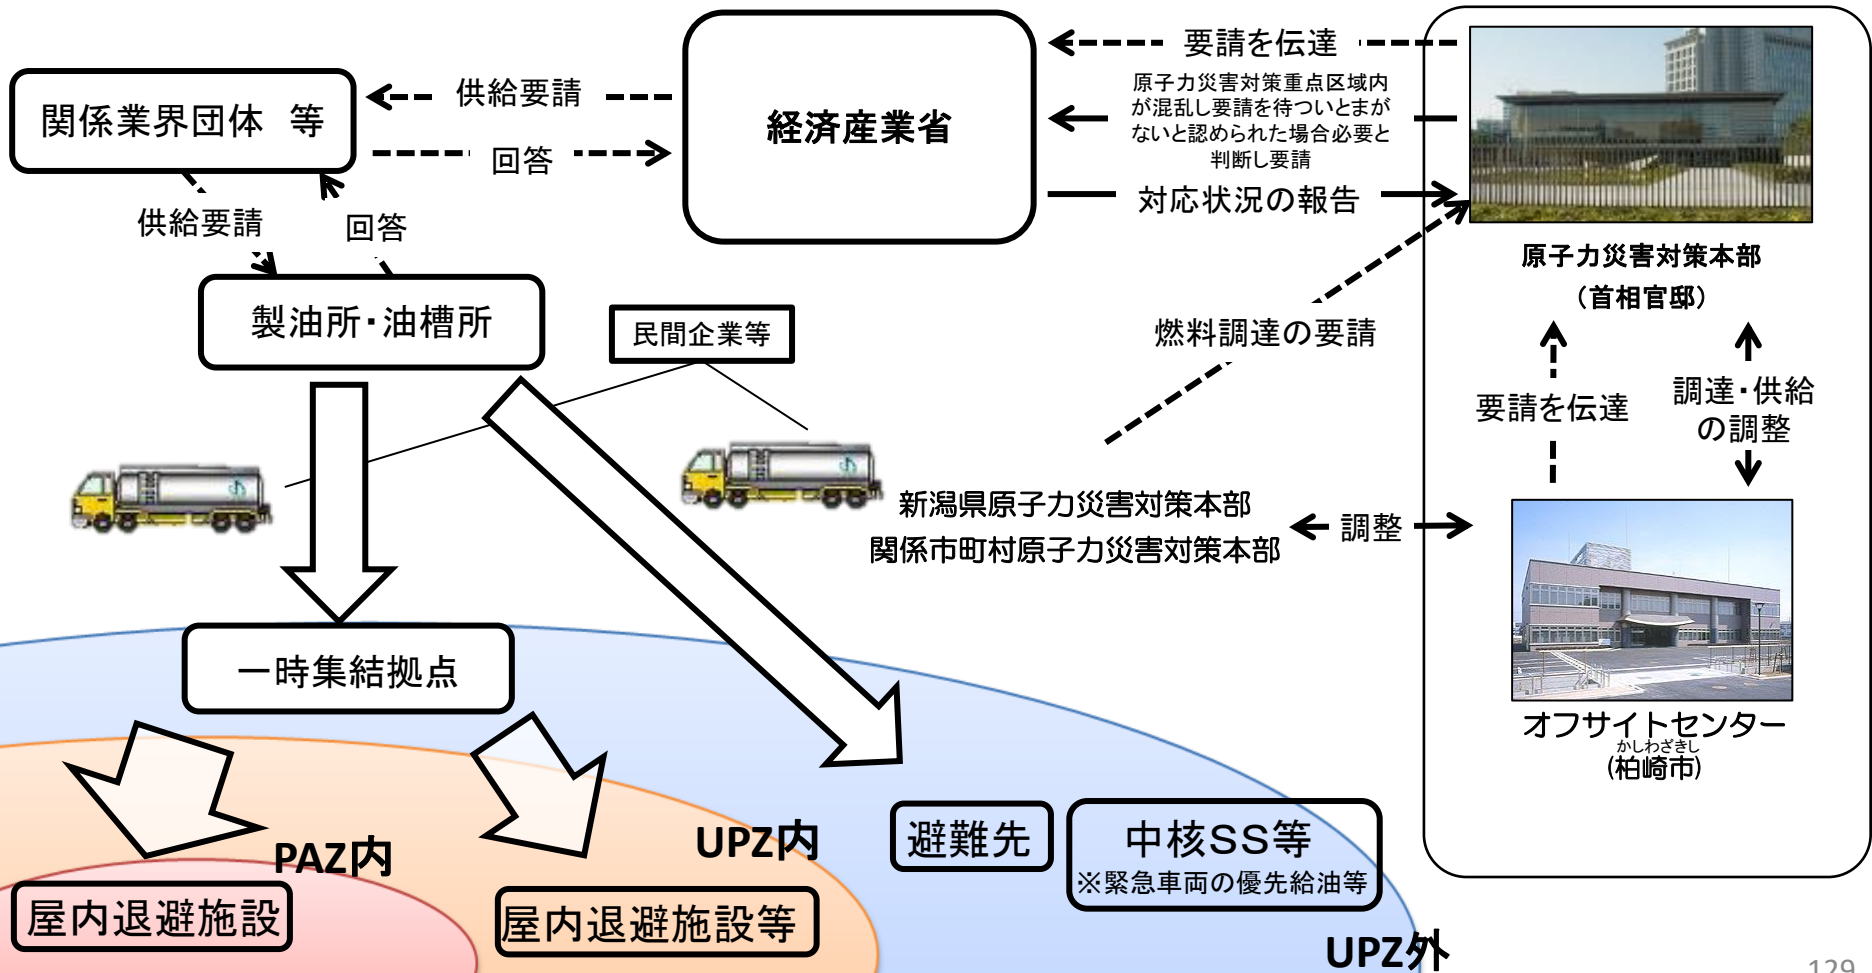 要請を伝達
原子力災害対策重点区域内
が混乱し要請を待ついとまが
ないと認められた場合必要と
判断し要請
対応状況の報告
供給要請
回答
関係業界団体 等
経済産業省
供給要請
回答
製油所・油槽所
民間企業等
燃料調達の要請
原子力災害対策本部
（首相官邸）
要請を伝達
調達・供給
の調整
新潟県原子力災害対策本部
関係市町村原子力災害対策本部
調整
オフサイトセンター
かしわざきし
(柏崎市)
一時集結拠点
PAZ内
UPZ内
避難先
中核ＳＳ等
※緊急車両の優先給油等
屋内退避施設
屋内退避施設等
UPZ外
129